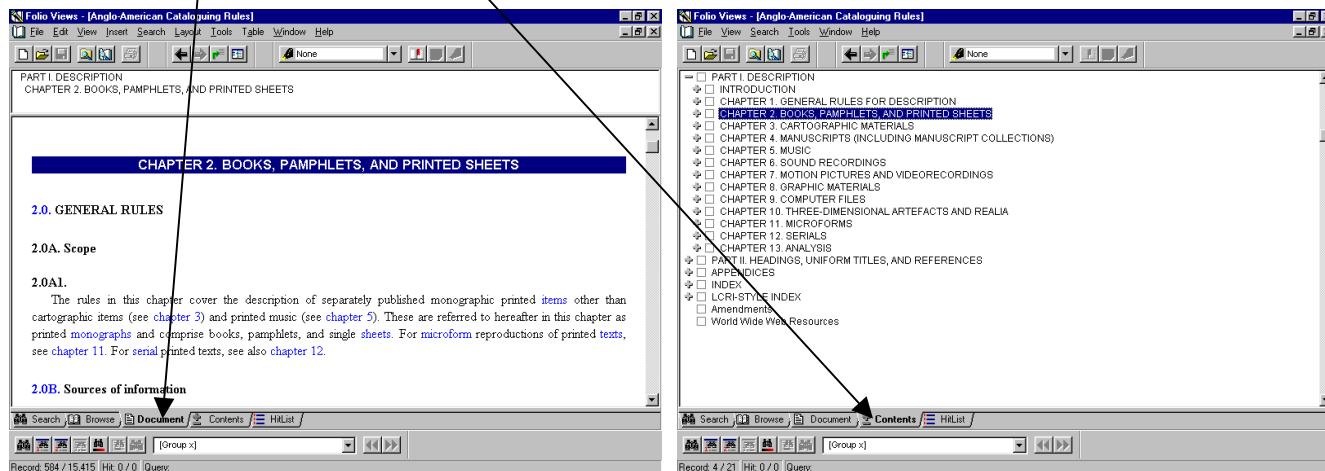 Folio Views - [Anglo-American Cataloguing Rules]
File Edit View Insert Search Layout Tools Table Window Help
None
PART I. DESCRIPTION
CHAPTER 2. BOOKS, PAMPHLETS, AND PRINTED SHEETS
CHAPTER 2. BOOKS, PAMPHLETS, AND PRINTED SHEETS
2.0. GENERAL RULES
2.0A. Scope
2.0A1.
The rules in this chapter cover the description of separately published monographic printed items other than
cartographic items (see chapter 3) and printed music (see chapter 5). These are referred to hereafter in this chapter as
printed monographs and comprise books, pamphlets, and single sheets. For microform reproductions of printed texts,
see chapter 11. For serial printed texts, see also chapter 12.
2.0B. Sources of information
Search Browse Document Contents HitList
[Group x]
Record: 584 / 15,415 Hit: 0 / 0 Query:
Folio Views - [Anglo-American Cataloguing Rules]
File View Search Tools Window Help
None
PART I. DESCRIPTION
INTRODUCTION
CHAPTER 1. GENERAL RULES FOR DESCRIPTION
CHAPTER 2. BOOKS, PAMPHLETS, AND PRINTED SHEETS
CHAPTER 3. CARTOGRAPHIC MATERIALS
CHAPTER 4. MANUSCRIPTS (INCLUDING MANUSCRIPT COLLECTIONS)
CHAPTER 5. MUSIC
CHAPTER 6. SOUND RECORDINGS
CHAPTER 7. MOTION PICTURES AND VIDEORECORDINGS
CHAPTER 8. GRAPHIC MATERIALS
CHAPTER 9. COMPUTER FILES
CHAPTER 10. THREE-DIMENSIONAL ARTEFACTS AND REALIA
CHAPTER 11. MICROFORMS
CHAPTER 12. SERIALS
CHAPTER 13. ANALYSIS
PART II. HEADINGS, UNIFORM TITLES, AND REFERENCES
APPENDICES
INDEX
LCRI-STYLE INDEX
Amendments
World Wide Web Resources
Search Browse Document Contents HitList
[Group x]
Record: 4 / 21 Hit: 0 / 0 Query: